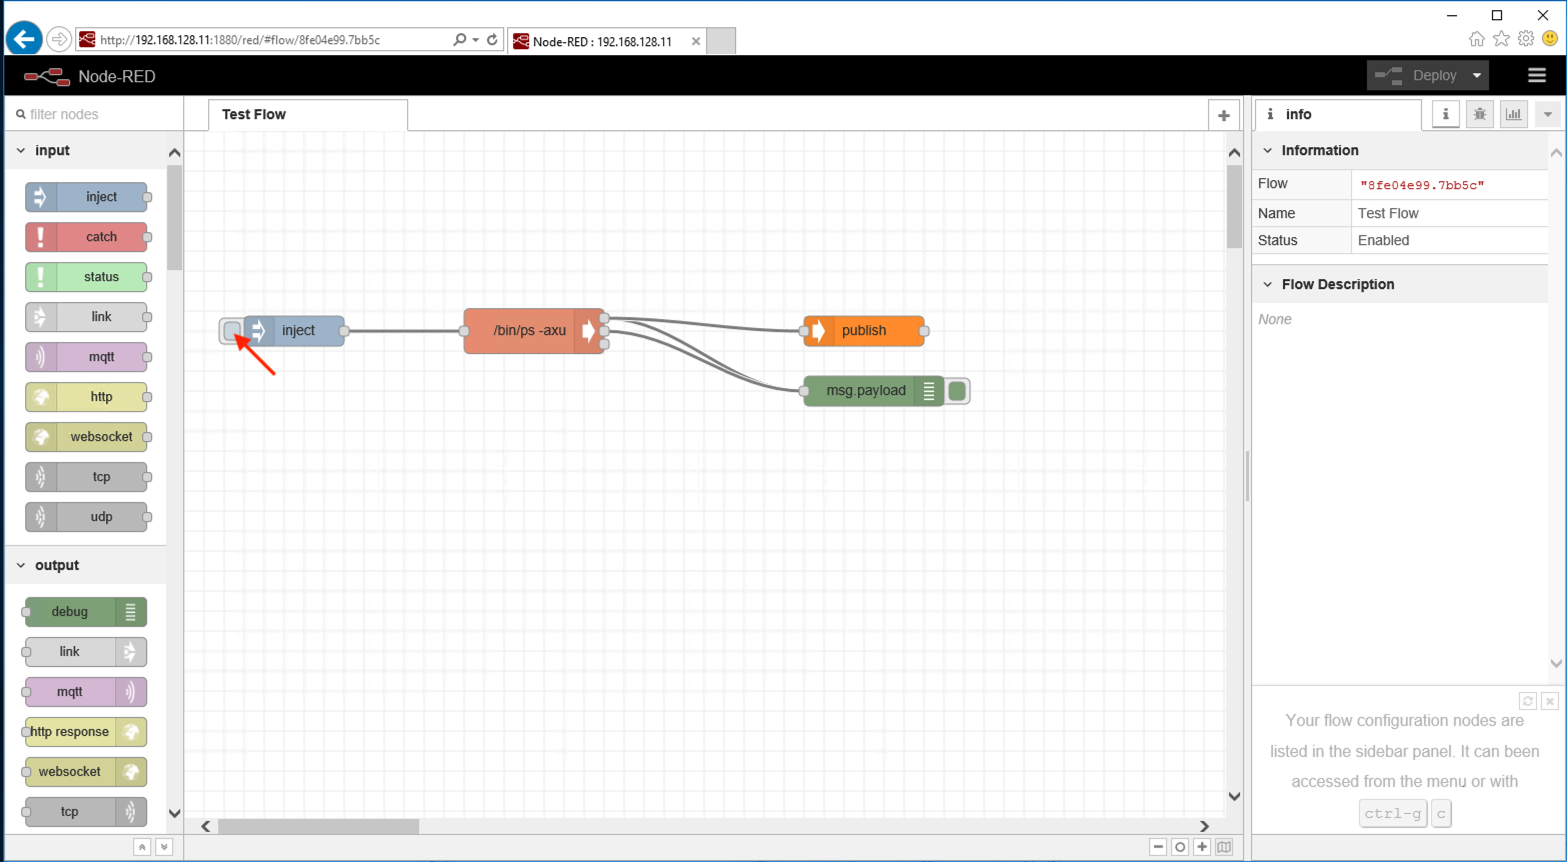 http://192.168.128.11:1880/red/#flow/8fe04e99.7bb5c
Node-RED : 192.168.128.11
Node-RED
Deploy
filter nodes
Test Flow
info
input
inject
catch
status
link
mqtt
http
websocket
tcp
udp
output
debug
link
mqtt
http response
websocket
tcp
inject
/bin/ps -axu
publish
msg.payload
Information
Flow "8fe04e99.7bb5c"
Name Test Flow
Status Enabled
Flow Description
None
Your flow configuration nodes are
listed in the sidebar panel. It can been
accessed from the menu or with
ctrl-g c